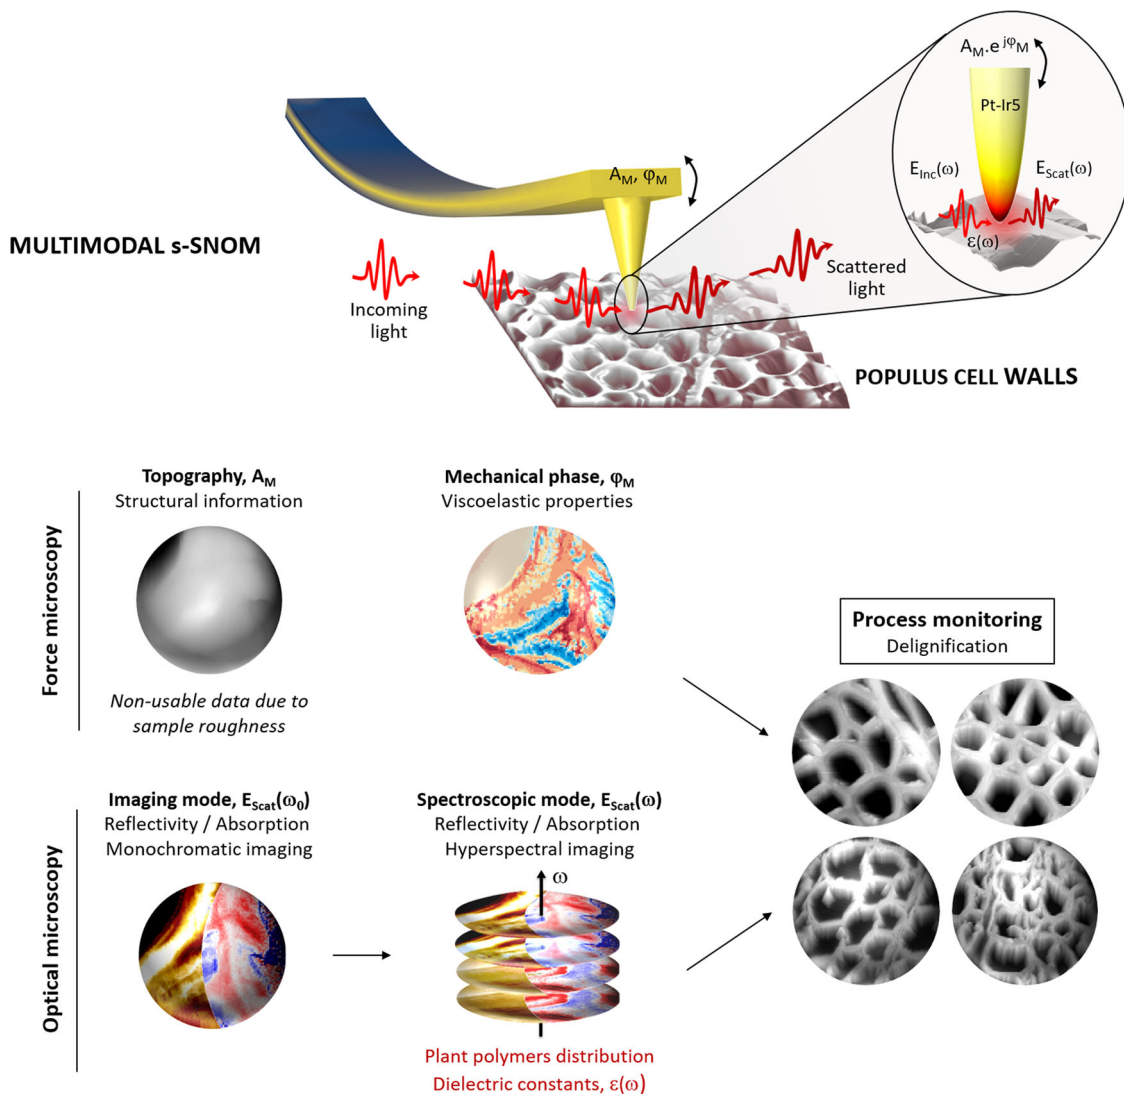 A_M.e^jφ_M
Pt-Ir5
E_Inc(ω)
E_Scat(ω)
ε(ω)
A_M, φ_M
MULTIMODAL s-SNOM
Incoming
light
Scattered
light
POPULUS CELL WALLS
Force microscopy
Topography, A_M
Structural information
Non-usable data due to
sample roughness
Mechanical phase, φ_M
Viscoelastic properties
Process monitoring
Delignification
Optical microscopy
Imaging mode, E_Scat(ω_0)
Reflectivity / Absorption
Monochromatic imaging
Spectroscopic mode, E_Scat(ω)
Reflectivity / Absorption
Hyperspectral imaging
ω
Plant polymers distribution
Dielectric constants, ε(ω)